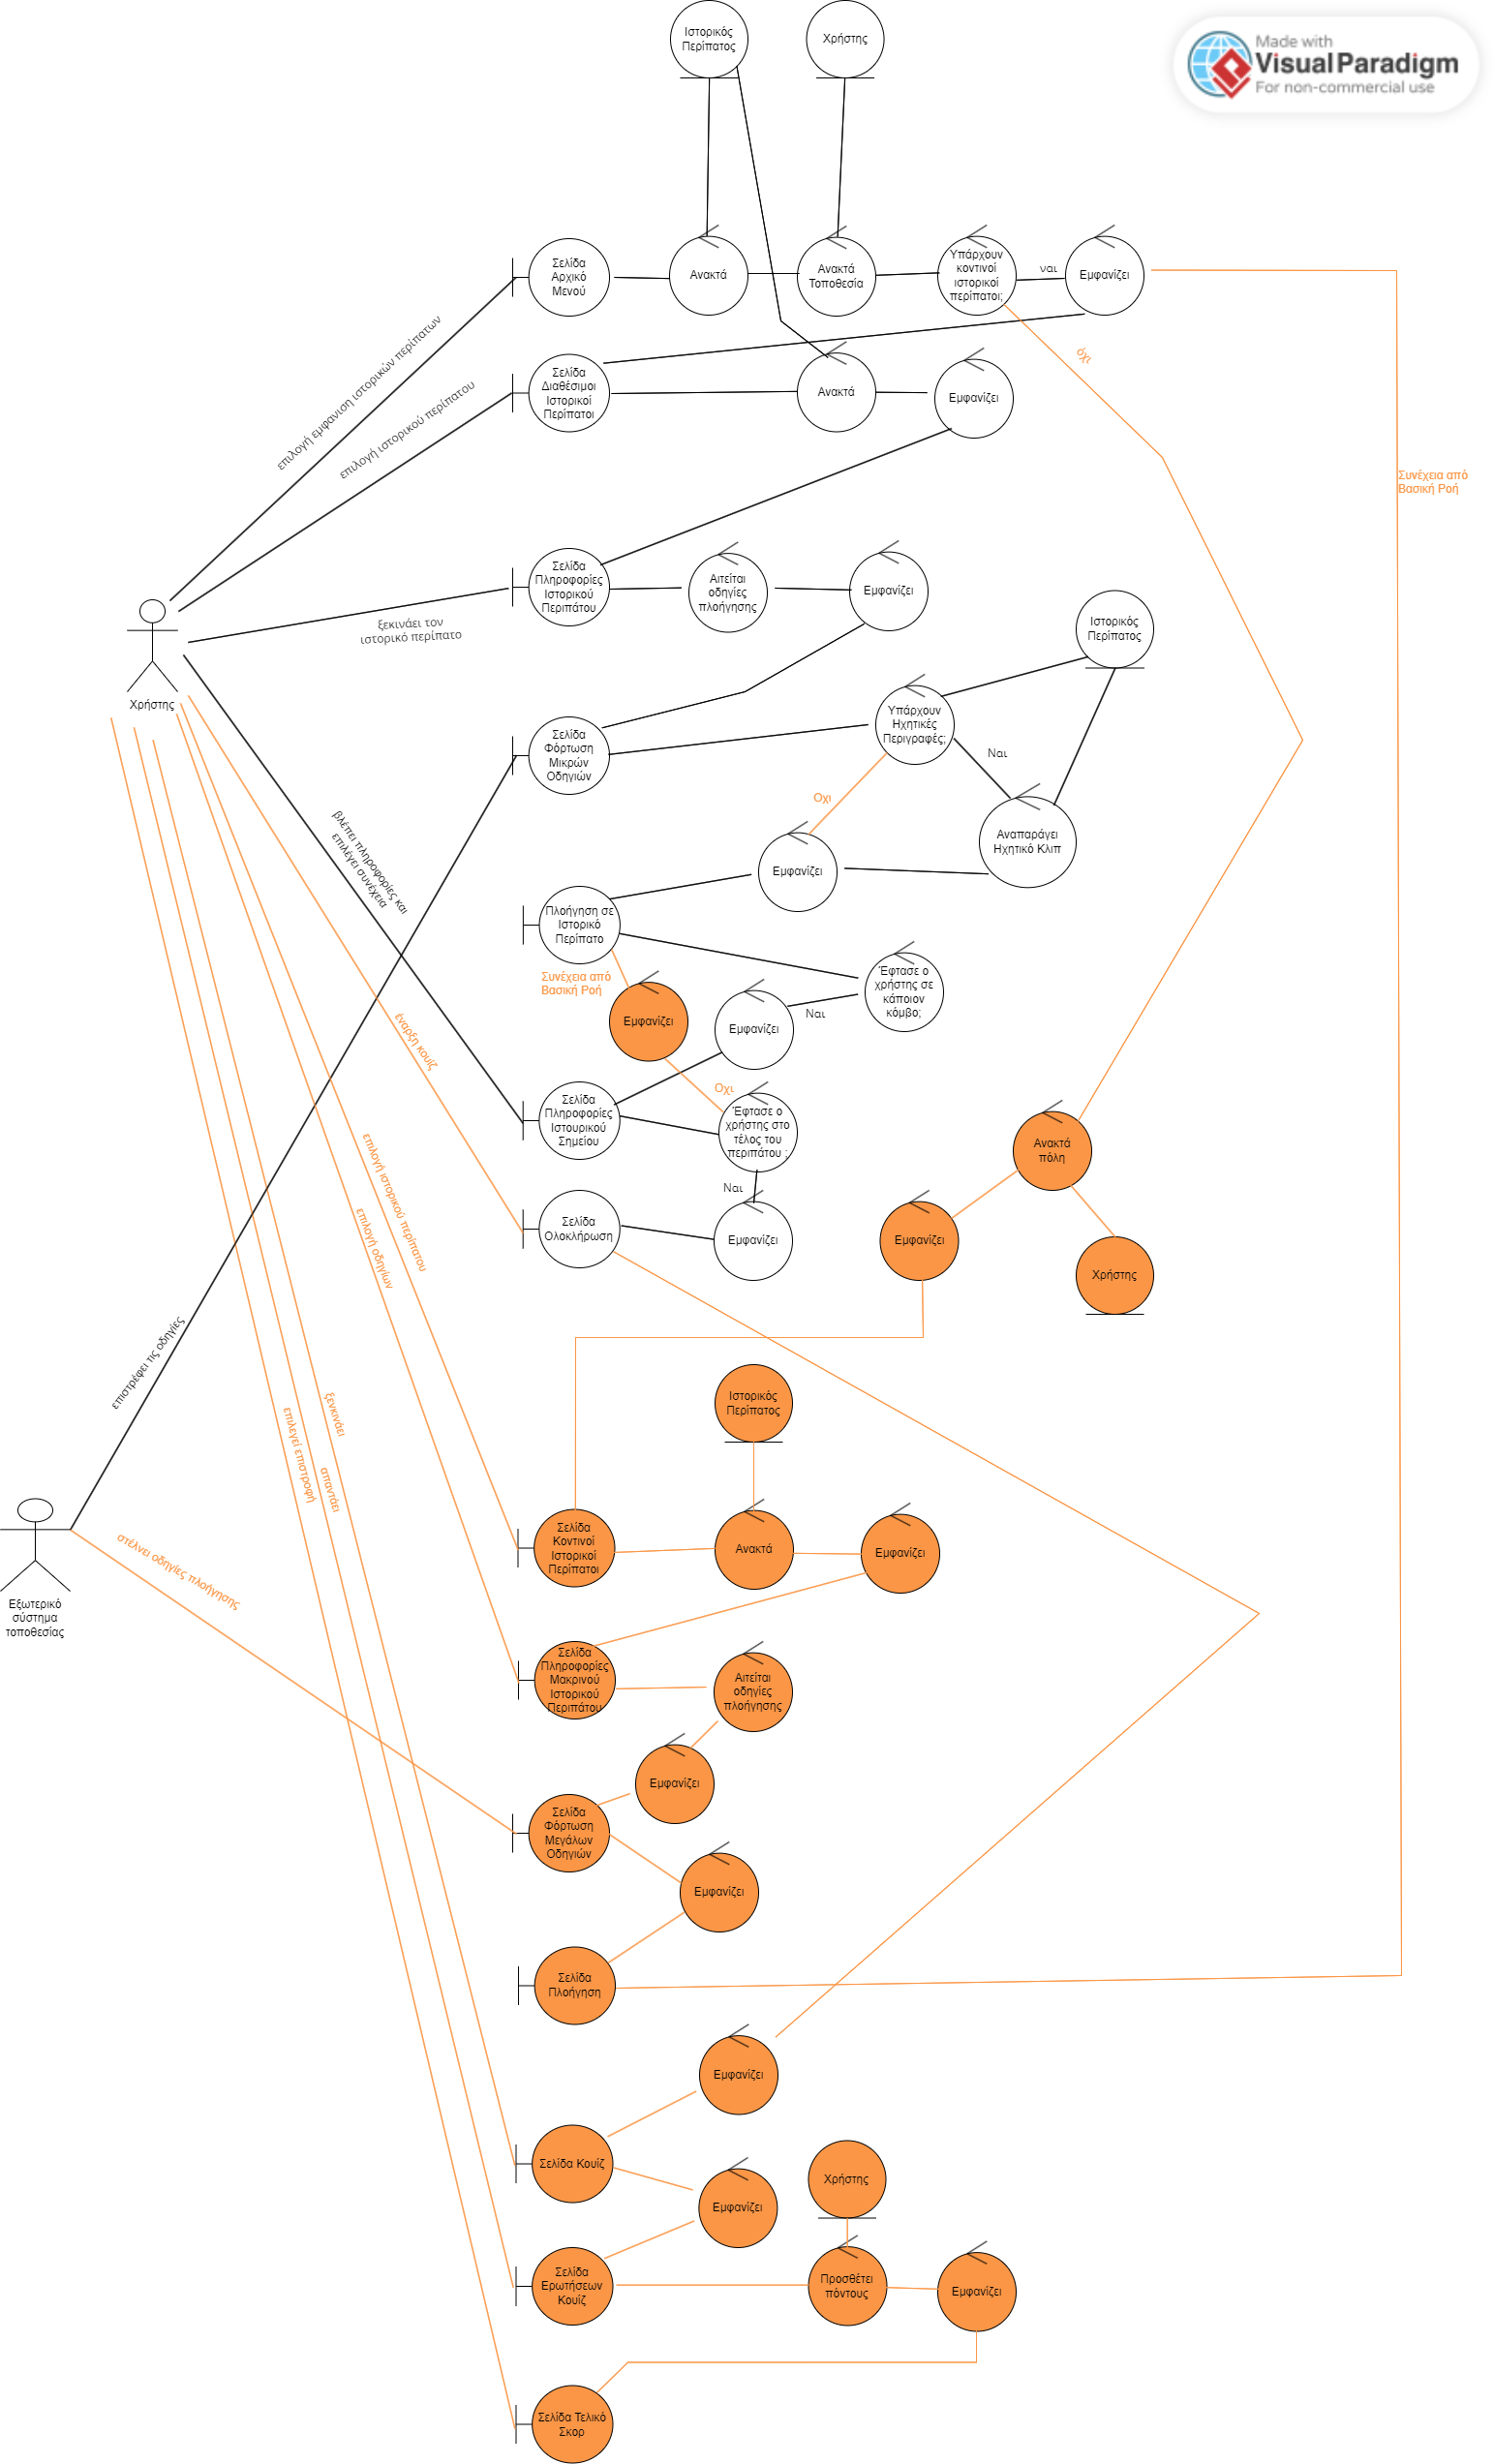 Ιστορικός
Περίπατος
Χρήστης
Made with
Visual Paradigm
For non-commercial use
Σελίδα
Αρχικό
Μενού
Ανακτά
Ανακτά
Τοποθεσία
Υπάρχουν
κοντινοί
ιστορικοί
περίπατοι;
ναι
Εμφανίζει
επιλογή εμφανιση ιστορικών περίπατων
όχι
Σελίδα
Διαθέσιμοι
Ιστορικοί
Περίπατοι
Ανακτά
Εμφανίζει
επιλογή ιστορικού περίπατου
Συνέχεια από
Βασική Ροή
Σελίδα
Πληροφορίες
Ιστορικού
Περιπάτου
Αιτείται
οδηγίες
πλοήγησης
Εμφανίζει
ξεκινάει τον
ιστορικό περίπατο
Ιστορικός
Περίπατος
Χρήστης
Σελίδα
Φόρτωση
Μικρών
Οδηγιών
Υπάρχουν
Ηχητικές
Περιγραφές;
Ναι
Οχι
Αναπαράγει
Ηχητικό Κλιπ
Εμφανίζει
βλέπει πληροφορίες και
επιλέγει συνέχεια
Πλοήγηση σε
Ιστορικό
Περίπατο
Συνέχεια από
Βασική Ροή
Έφτασε ο
χρήστης σε
κάποιον
κόμβο;
Ναι
Εμφανίζει
Εμφανίζει
έναρξη κουίζ
Οχι
Σελίδα
Πληροφορίες
Ιστουρικού
Σημείου
Έφτασε ο
χρήστης στο
τέλος του
περιπάτου ;
Ναι
Ανακτά
πόλη
επιλογή ιστορικού περίπατου
επιλογή οδηγίων
Σελίδα
Ολοκλήρωση
Εμφανίζει
Εμφανίζει
Χρήστης
επιστρέφει τις οδηγίες
ξενκινάει
επιλεγεί επιστροφή
απαντάει
Ιστορικός
Περίπατος
Σελίδα
Κοντινοί
Ιστορικοί
Περίπατοι
Ανακτά
Εμφανίζει
στέλνει οδηγίες πλοήγησης
Εξωτερικό
σύστημα
τοποθεσίας
Σελίδα
Πληροφορίες
Μακρινού
Ιστορικού
Περιπάτου
Αιτείται
οδηγίες
πλοήγησης
Εμφανίζει
Σελίδα
Φόρτωση
Μεγάλων
Οδηγιών
Εμφανίζει
Σελίδα
Πλοήγηση
Εμφανίζει
Σελίδα Κουίζ
Εμφανίζει
Χρήστης
Σελίδα
Ερωτήσεων
Κουίζ
Προσθέτει
πόντους
Εμφανίζει
Σελίδα Τελικό
Σκορ